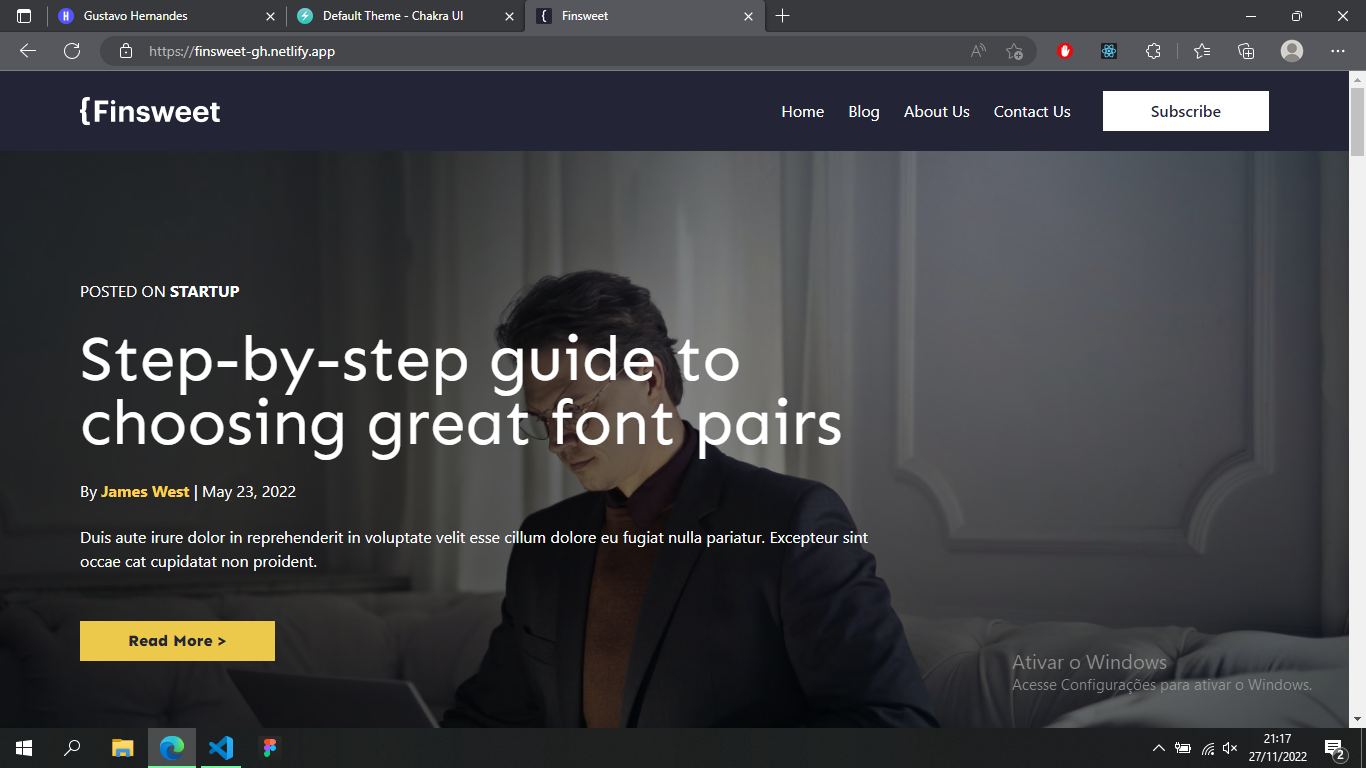 Gustavo Hernandes
Default Theme - Chakra UI
Finsweet
https://finsweet-gh.netlify.app
{Finsweet
Home
Blog
About Us
Contact Us
Subscribe
POSTED ON STARTUP
Step-by-step guide to
choosing great font pairs
By James West | May 23, 2022
Duis aute irure dolor in reprehenderit in voluptate velit esse cillum dolore eu fugiat nulla pariatur. Excepteur sint
occae cat cupidatat non proident.
Read More >
Ativar o Windows
Acesse Configurações para ativar o Windows.
21:17
27/11/2022
2